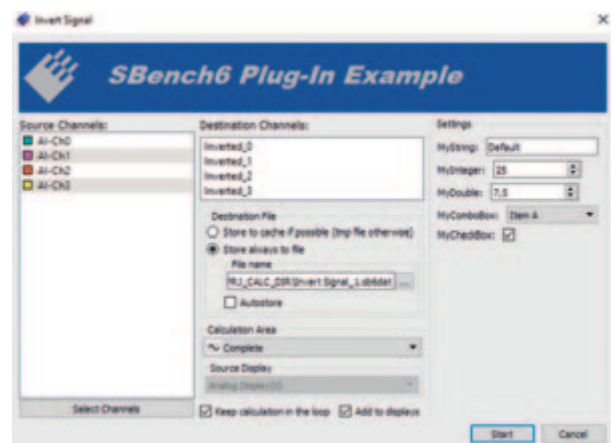 Invert Signal
SBench6 Plug-In Example
Source Channels:
AI-Ch0
AI-Ch1
AI-Ch2
AI-Ch3
Select Channels
Destination Channels:
Inverted_0
Inverted_1
Inverted_2
Inverted_3
Destination File
Store to cache if possible (tmp file otherwise)
Store always to file
File name
Signal_1.sb6dat
...
Autostore
Calculation Area
Complete
Source Display
Keep calculation in the loop
Add to displays
Settings
MyString: Default
MyInteger: 25
MyDouble: 7,5
MyComboBox: Item A
MyCheckBox:
Start
Cancel